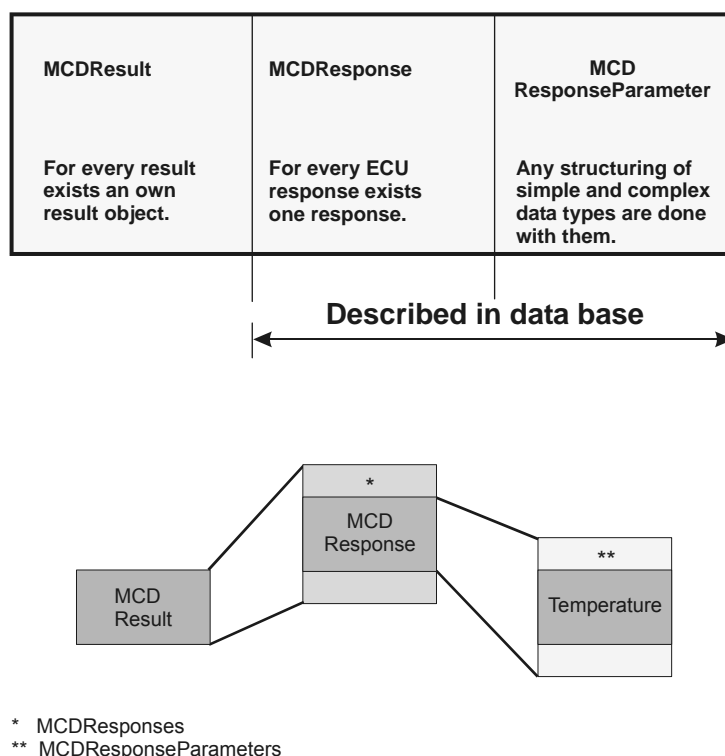 MCDResult
For every result
exists an own
result object.
MCDResponse
For every ECU
response exists
one response.
MCD
ResponseParameter
Any structuring of
simple and complex
data types are done
with them.
Described in data base
*
MCD
Response
**
MCD
Result
Temperature
* MCDResponses
** MCDResponseParameters